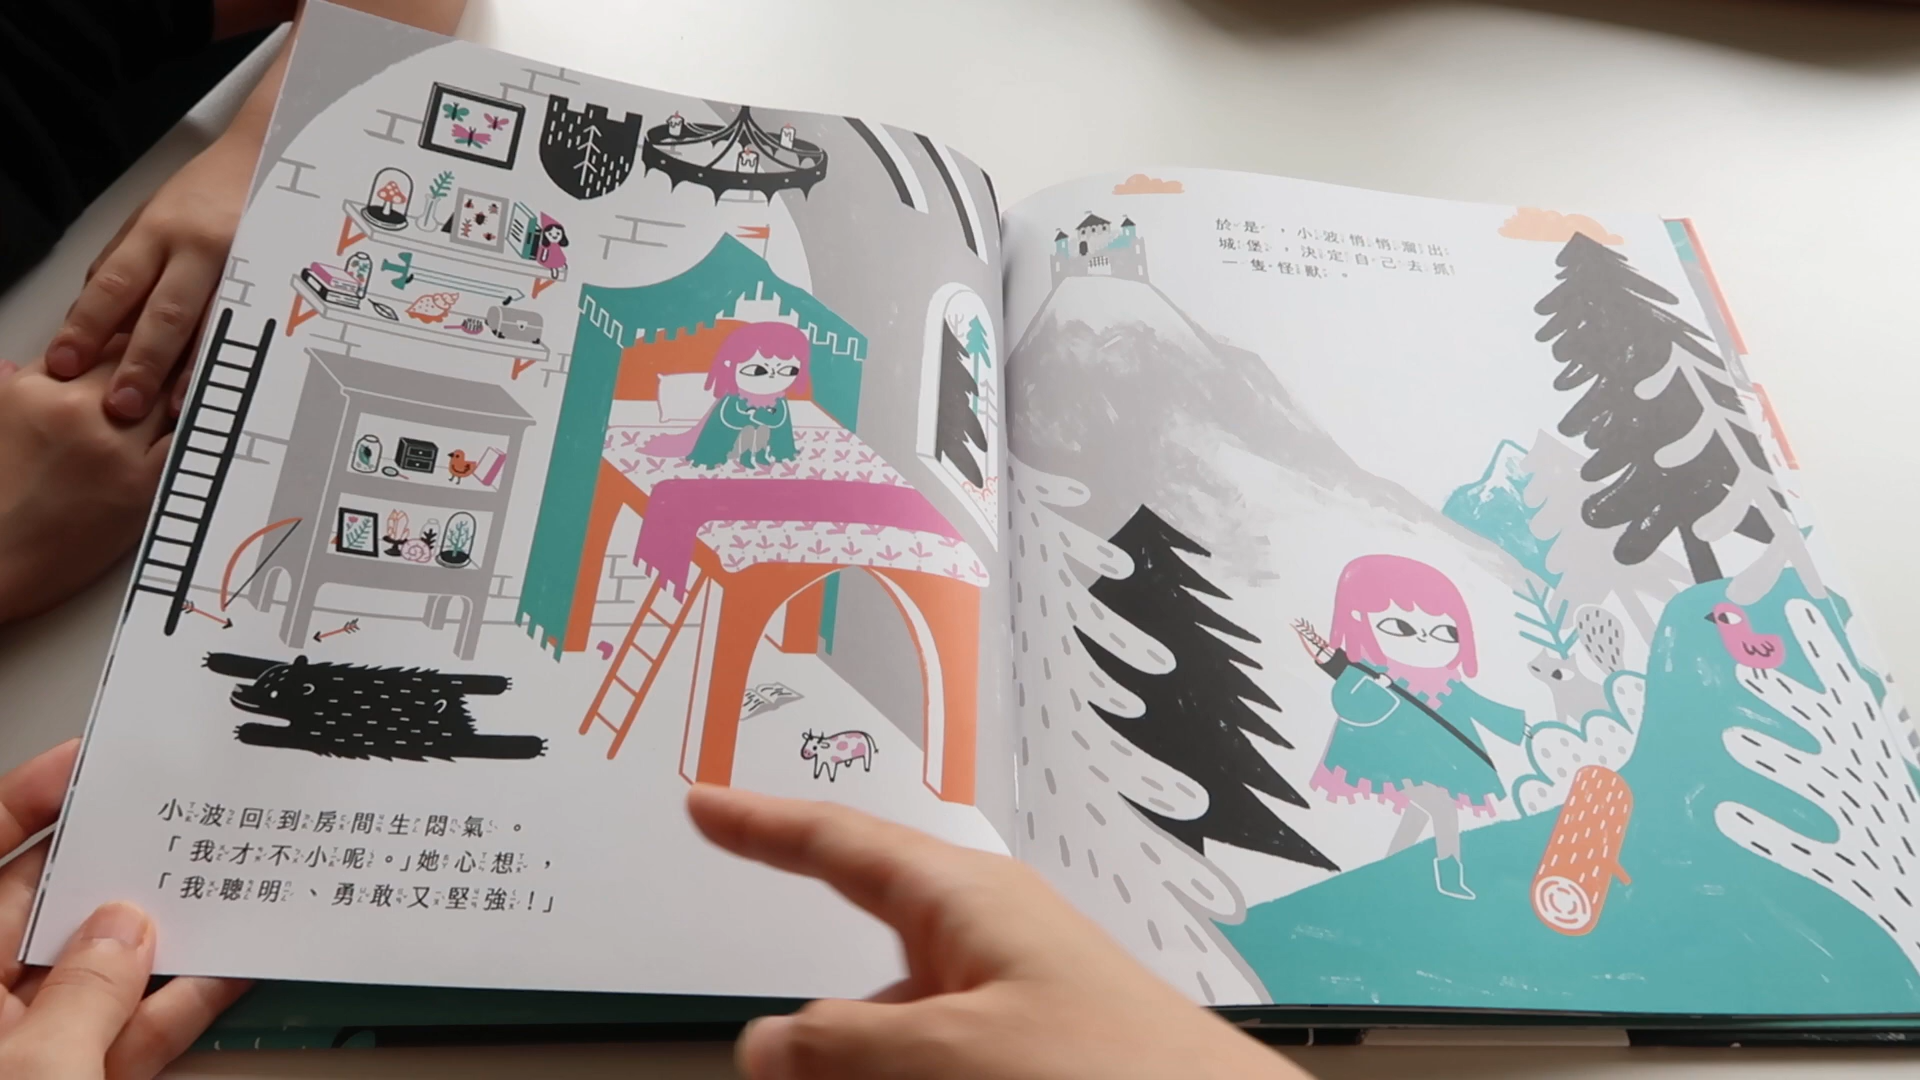 小波回到房間生悶氣。
「我才不小呢。」她心想，
「我聰明、勇敢又堅強！」
於是，小波悄悄溜出
城堡，決定自己去抓
一隻怪獸。